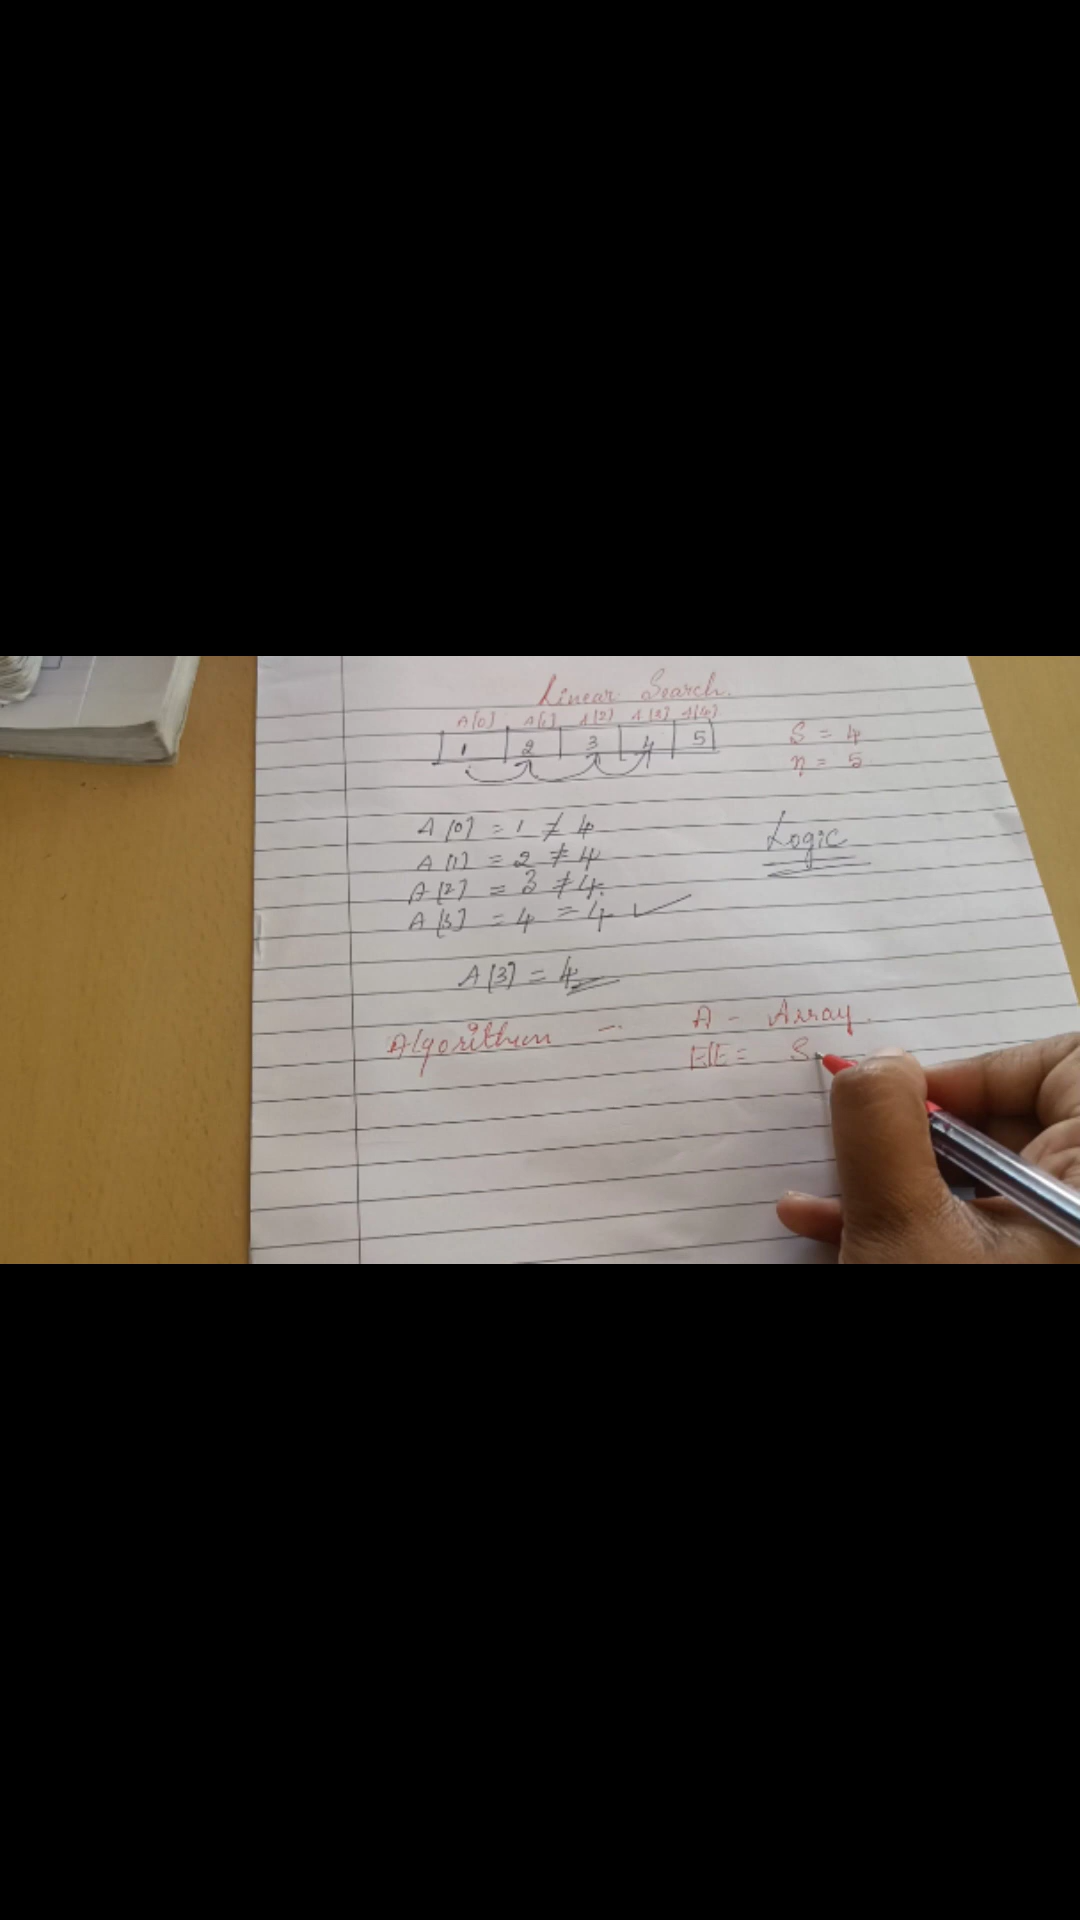 Linear Search.
A[0] A[1] A[2] A[3] A[4]
1 2 3 4 5
S = 4
n = 5
A[0] = 1 ≠ 4
A[1] = 2 ≠ 4
A[2] = 3 ≠ 4
A[3] = 4 = 4 ✓
Logic
A[3] = 4
Algorithm - A - Array.
ElE = S